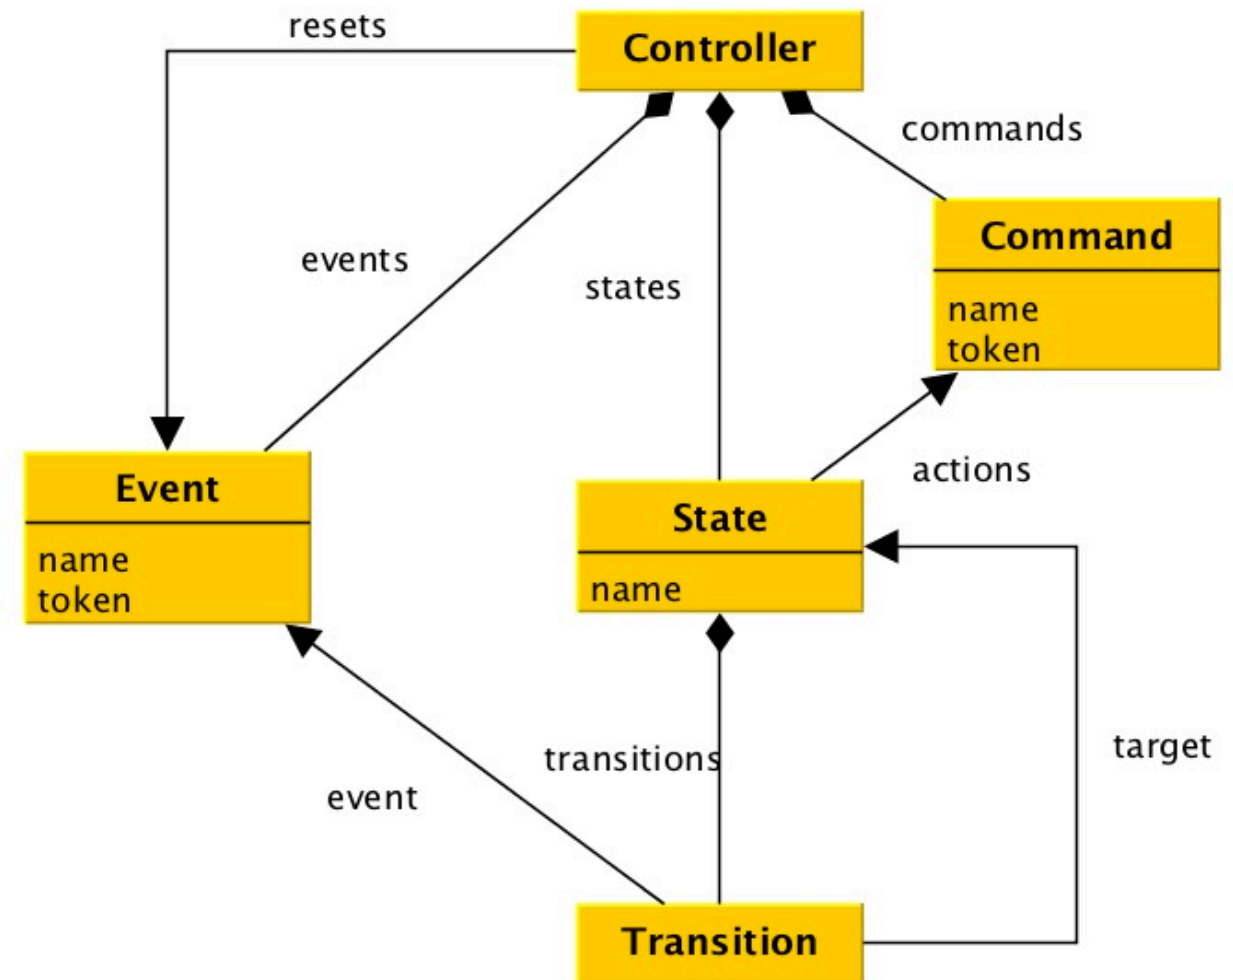 resets
Controller
commands
Command
name
token
events
states
actions
Event
name
token
State
name
transitions
target
event
Transition